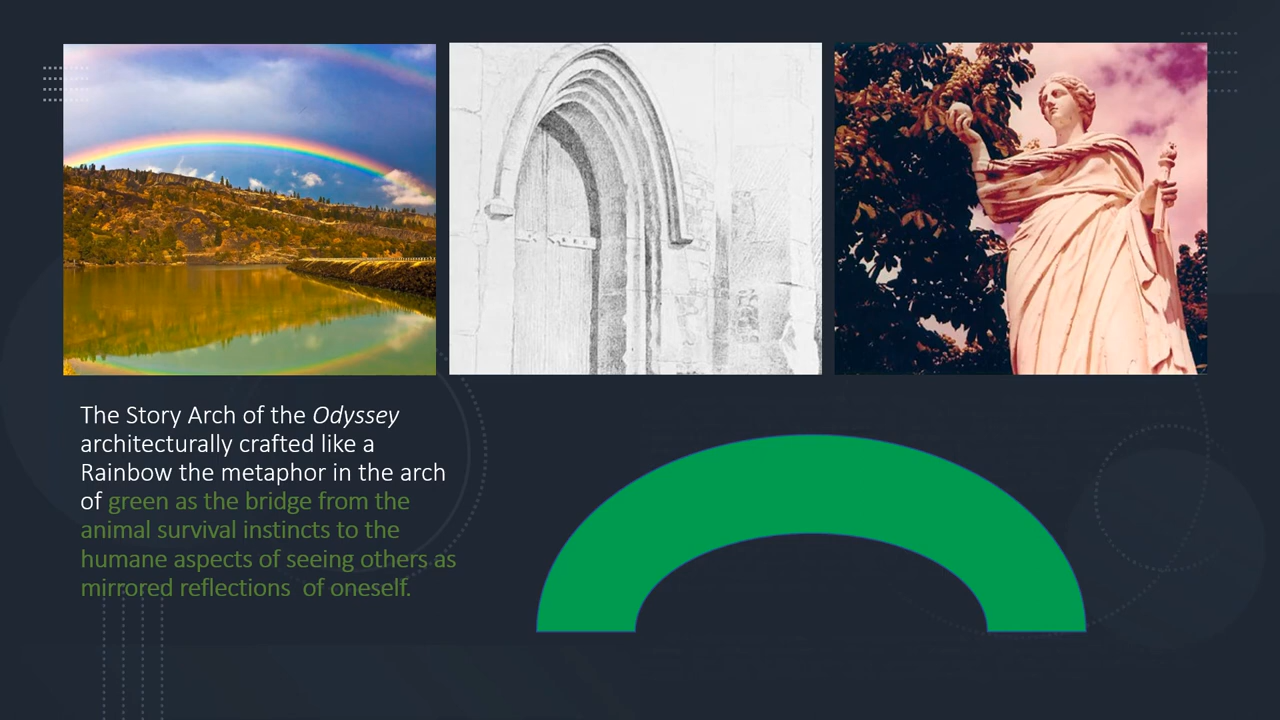 The Story Arch of the Odyssey
architecturally crafted like a
Rainbow the metaphor in the arch
of green as the bridge from the
animal survival instincts to the
humane aspects of seeing others as
mirrored reflections  of oneself.